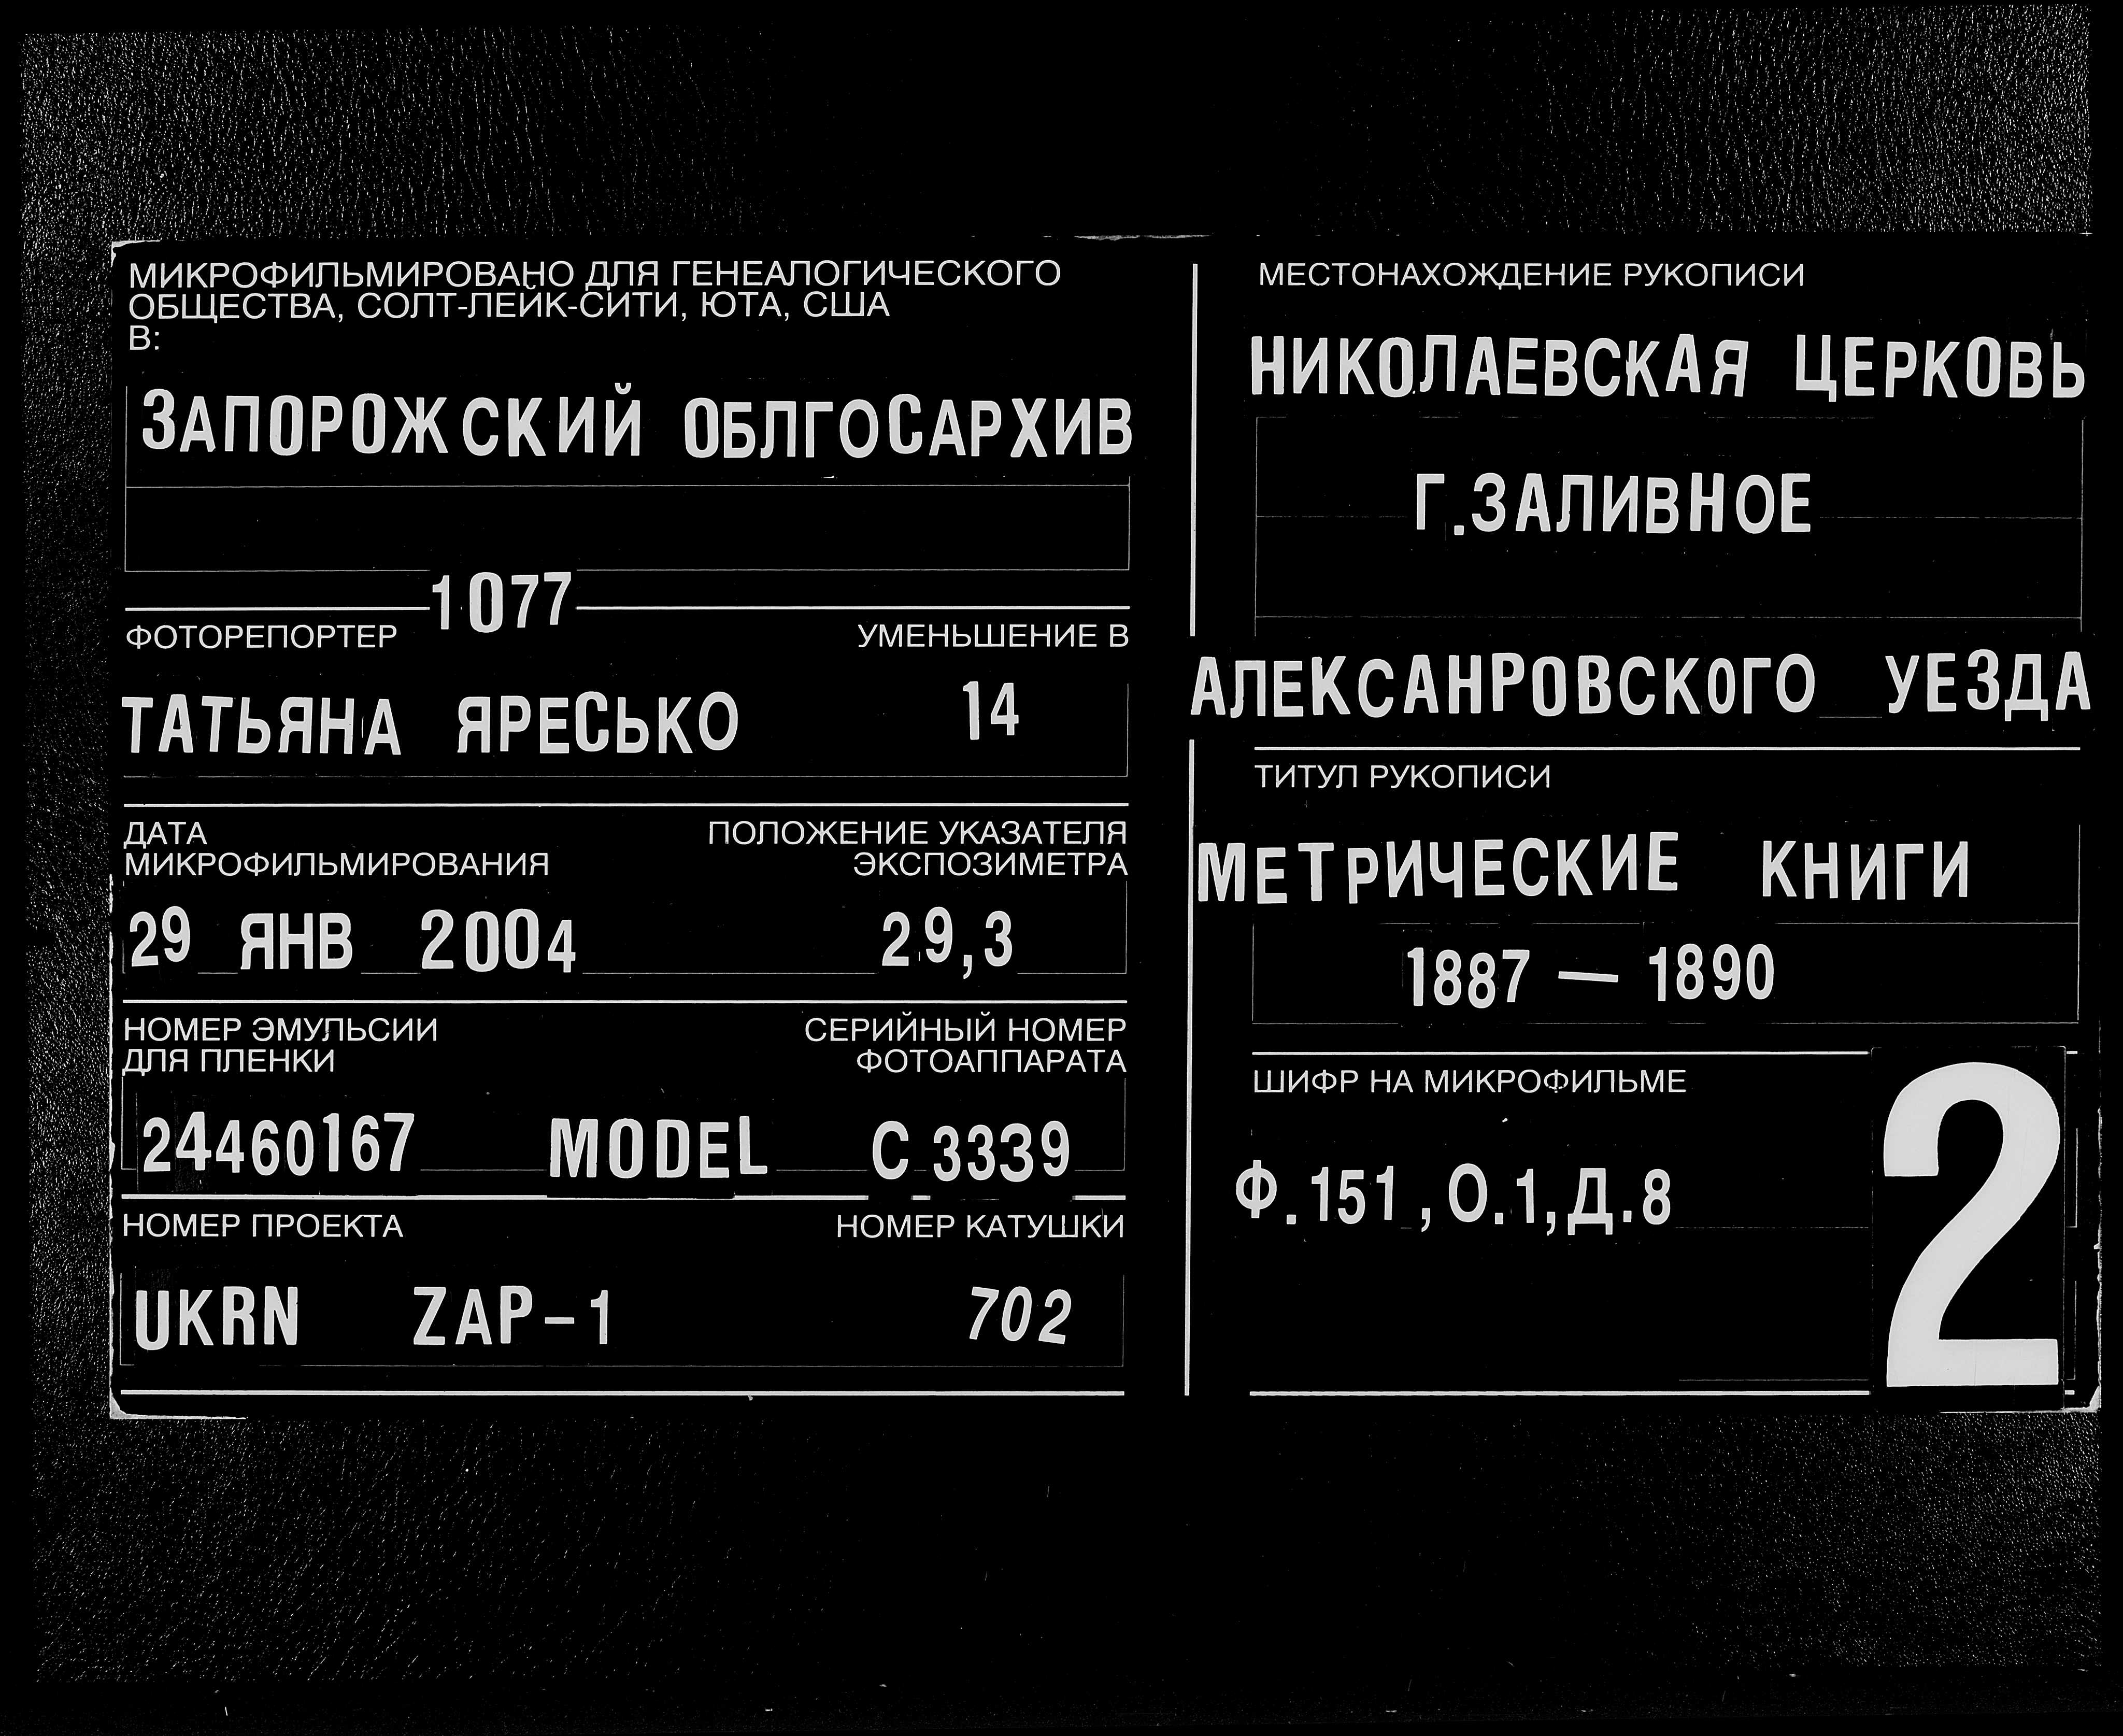 МИКРОФИЛЬМИРОВАНО ДЛЯ ГЕНЕАЛОГИЧЕСКОГО
ОБЩЕСТВА, СОЛТ-ЛЕЙК-СИТИ, ЮТА, США
В:
ЗАПОРОЖСКИЙ ОБЛГОСАРХИВ
1077
ФОТОРЕПОРТЕР УМЕНЬШЕНИЕ В
ТАТЬЯНА ЯРЕСЬКО 14
ДАТА ПОЛОЖЕНИЕ УКАЗАТЕЛЯ
МИКРОФИЛЬМИРОВАНИЯ ЭКСПОЗИМЕТРА
29 ЯНВ 2004 29,3
НОМЕР ЭМУЛЬСИИ СЕРИЙНЫЙ НОМЕР
ДЛЯ ПЛЕНКИ ФОТОАППАРАТА
24460167 MODEL C 3339
НОМЕР ПРОЕКТА НОМЕР КАТУШКИ
UKRN ZAP-1 702
МЕСТОНАХОЖДЕНИЕ РУКОПИСИ
НИКОЛАЕВСКАЯ ЦЕРКОВЬ
Г.ЗАЛИВНОЕ
АЛЕКСАНРОВСКОГО УЕЗДА
ТИТУЛ РУКОПИСИ
МЕТРИЧЕСКИЕ КНИГИ
1887 — 1890
ШИФР НА МИКРОФИЛЬМЕ
Ф.151,О.1,Д.8
2